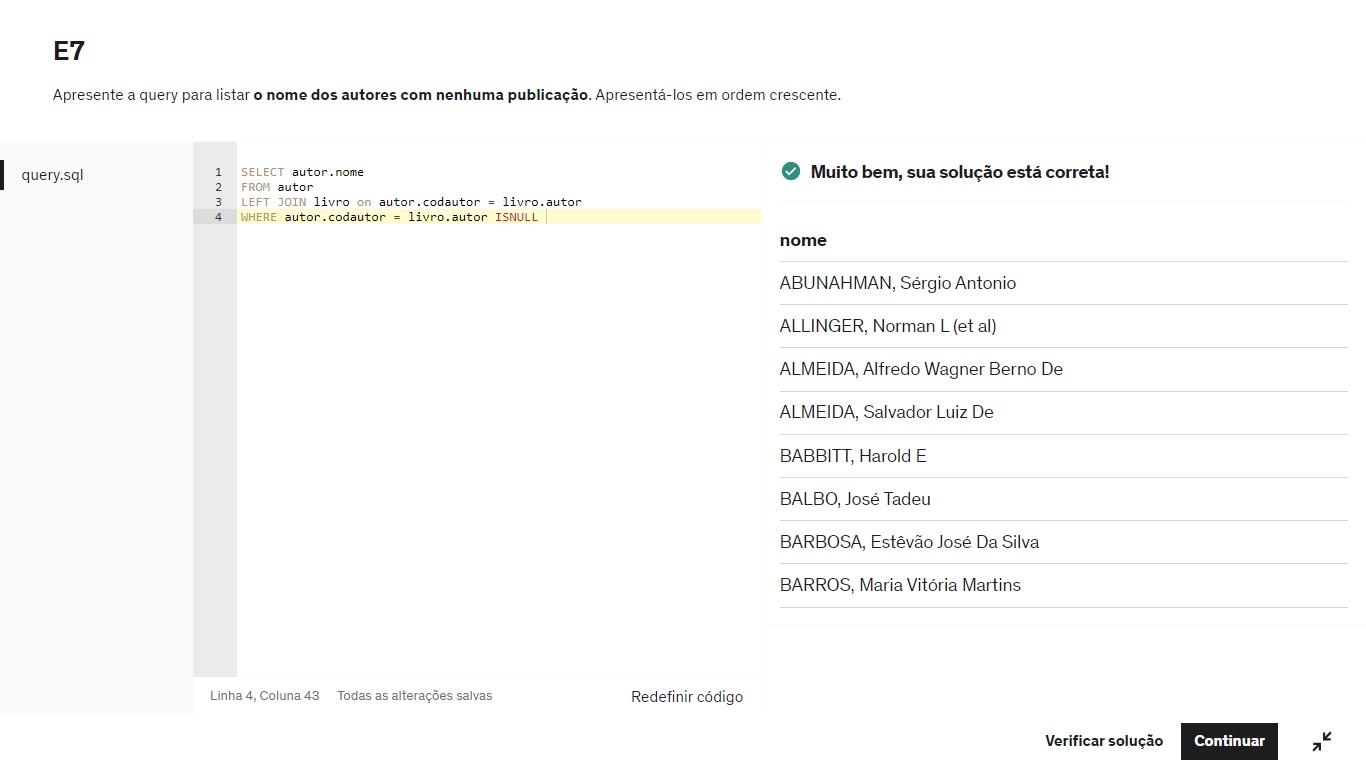 E7
Apresente a query para listar o nome dos autores com nenhuma publicação. Apresentá-los em ordem crescente.
query.sql
1 SELECT autor.nome
2 FROM autor
3 LEFT JOIN livro on autor.codautor = livro.autor
4 WHERE autor.codautor = livro.autor ISNULL
Muito bem, sua solução está correta!
nome
ABUNAHMAN, Sérgio Antonio
ALLINGER, Norman L (et al)
ALMEIDA, Alfredo Wagner Berno De
ALMEIDA, Salvador Luiz De
BABBITT, Harold E
BALBO, José Tadeu
BARBOSA, Estêvão José Da Silva
BARROS, Maria Vitória Martins
Linha 4, Coluna 43 Todas as alterações salvas Redefinir código
Verificar solução Continuar